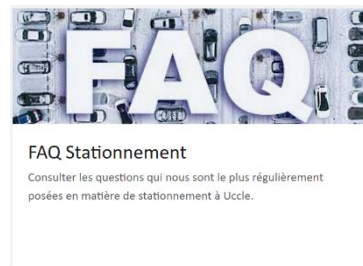 FAQ
FAQ Stationnement
Consulter les questions qui nous sont le plus régulièrement
posées en matière de stationnement à Uccle.